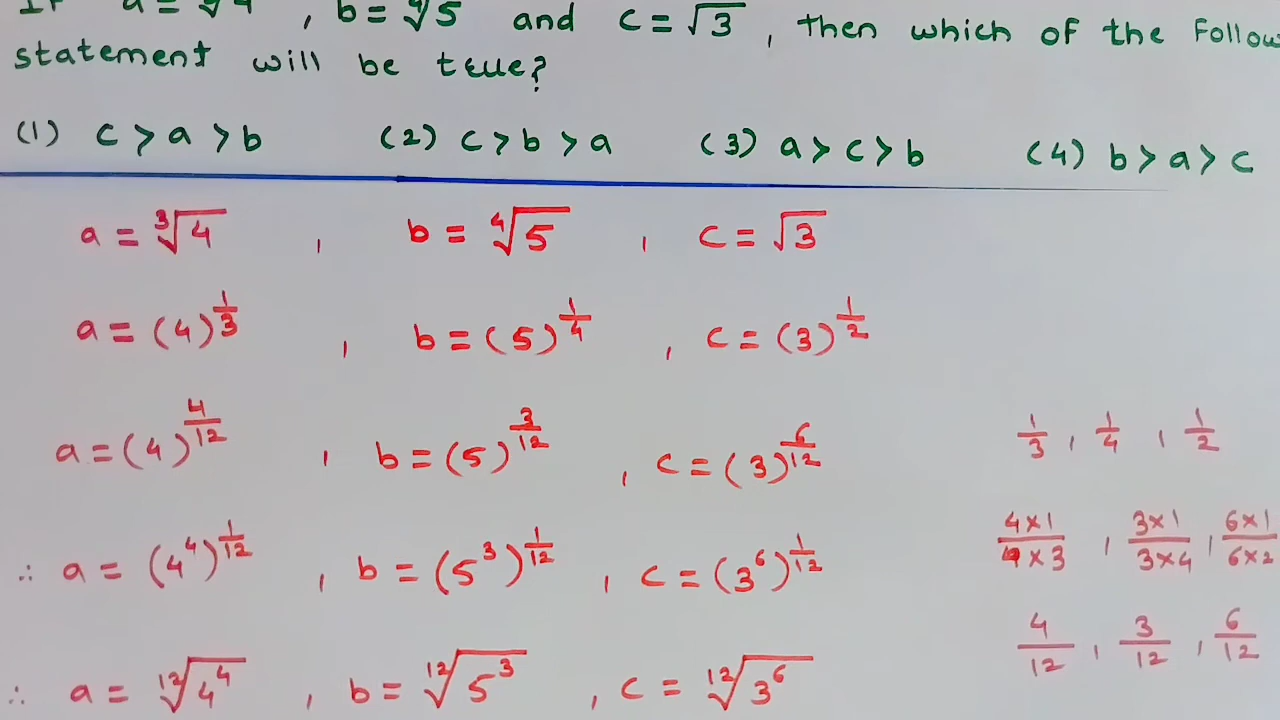 If a = ∛4 , b = ∜5 and c = √3 , then which of the Follow
statement will be true?
(1) c > a > b (2) c > b > a (3) a > c > b (4) b > a > c
a = ∛4 , b = ∜5 , c = √3
a = (4)^1/3 , b = (5)^1/4 , c = (3)^1/2
a = (4)^4/12 , b = (5)^3/12 , c = (3)^6/12
1/3 , 1/4 , 1/2
∴ a = (4^4)^1/12 , b = (5^3)^1/12 , c = (3^6)^1/12
4×1/4×3 , 3×1/3×4 , 6×1/6×2
4/12 , 3/12 , 6/12
∴ a = ¹²√4^4 , b = ¹²√5^3 , c = ¹²√3^6